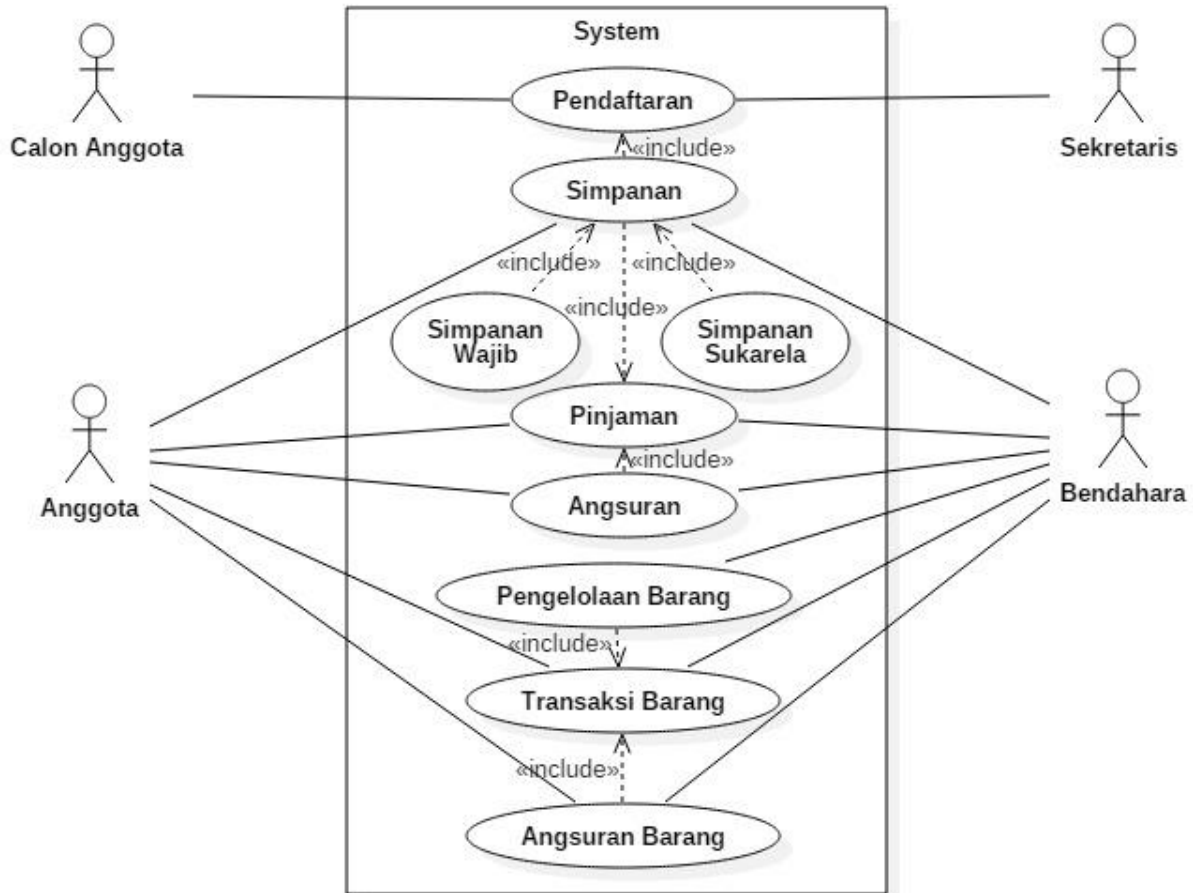 System
Pendaftaran
Calon Anggota
Sekretaris
«include»
Simpanan
«include»
«include»
«include»
Simpanan
Wajib
Simpanan
Sukarela
Pinjaman
«include»
Anggota
Angsuran
Bendahara
Pengelolaan Barang
«include»
Transaksi Barang
«include»
Angsuran Barang